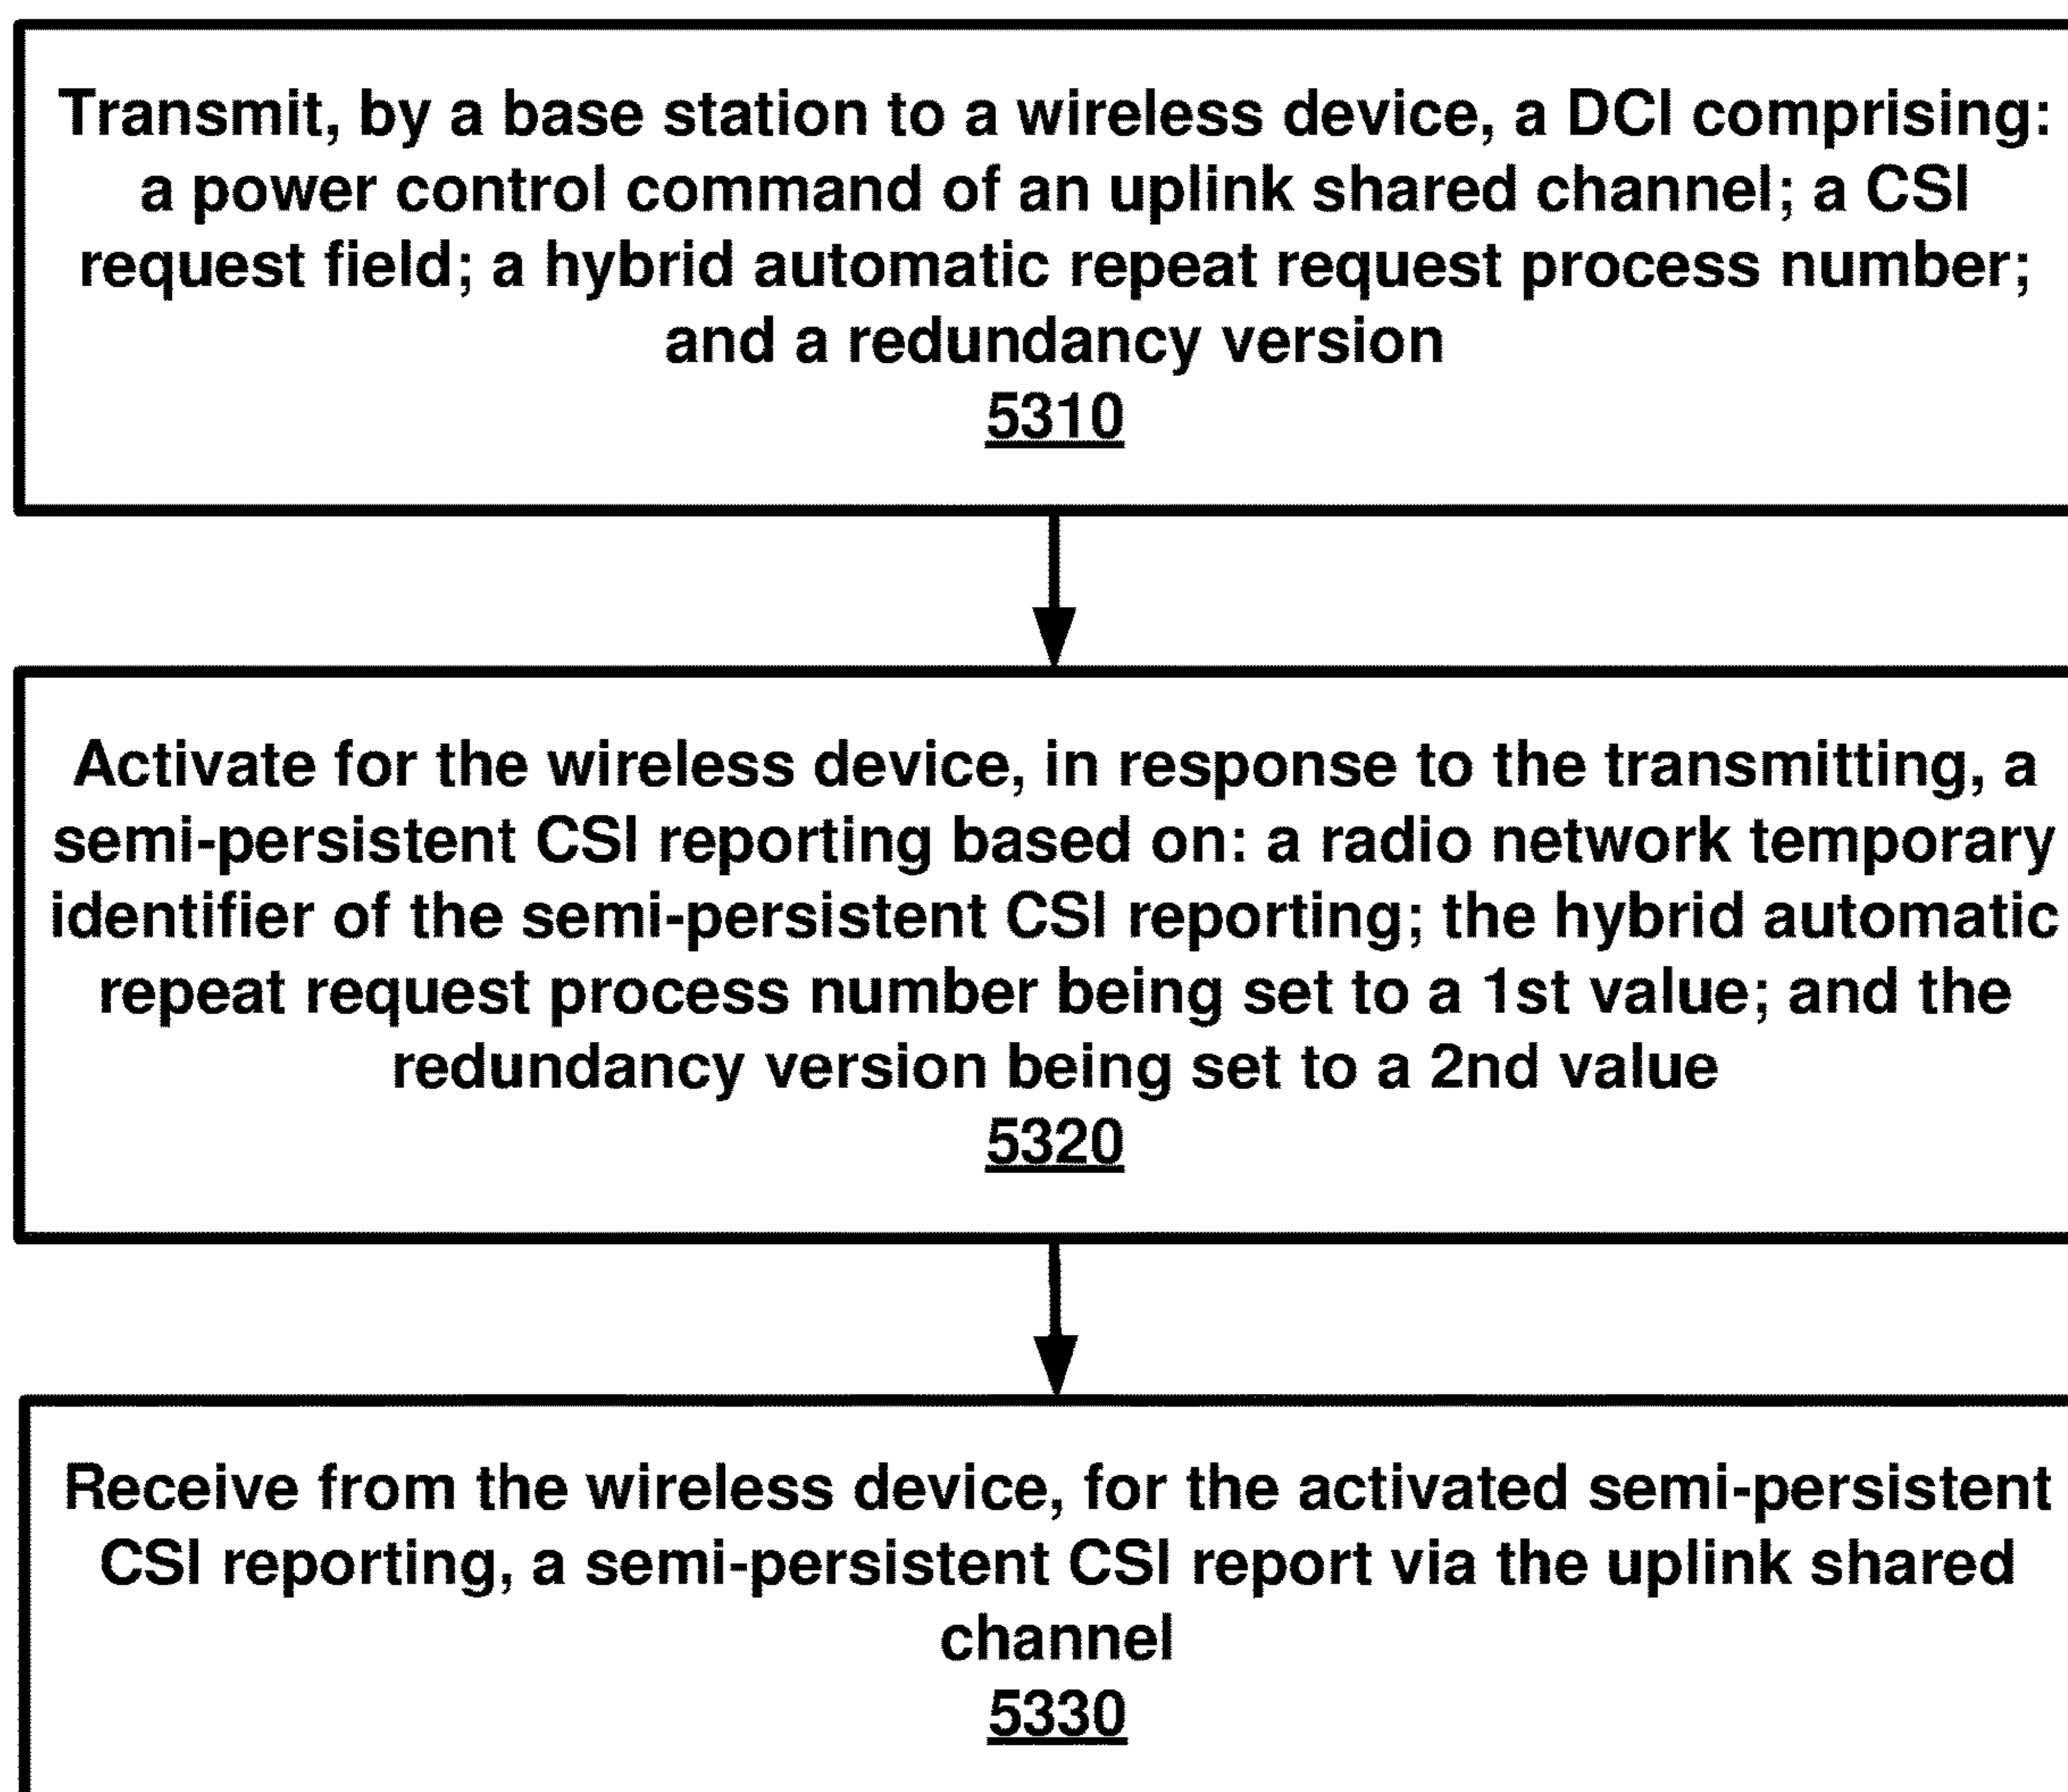 Transmit, by a base station to a wireless device, a DCI comprising:
a power control command of an uplink shared channel; a CSI
request field; a hybrid automatic repeat request process number;
and a redundancy version
5310
Activate for the wireless device, in response to the transmitting, a
semi-persistent CSI reporting based on: a radio network temporary
identifier of the semi-persistent CSI reporting; the hybrid automatic
repeat request process number being set to a 1st value; and the
redundancy version being set to a 2nd value
5320
Receive from the wireless device, for the activated semi-persistent
CSI reporting, a semi-persistent CSI report via the uplink shared
channel
5330